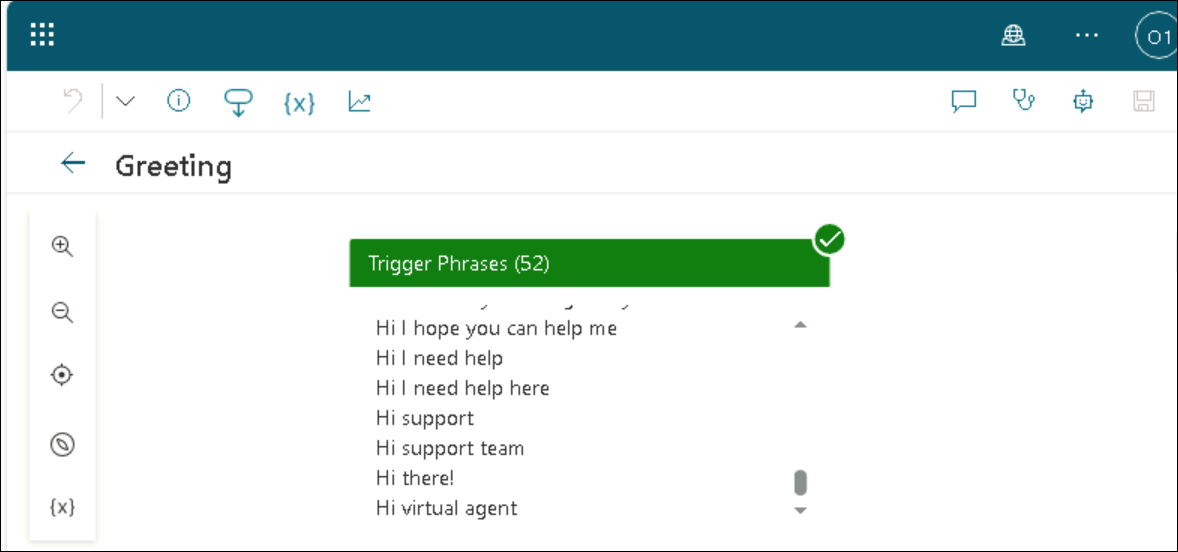 O1
{x}
Greeting
Trigger Phrases (52)
Hi I hope you can help me
Hi I need help
Hi I need help here
Hi support
Hi support team
Hi there!
Hi virtual agent
{x}